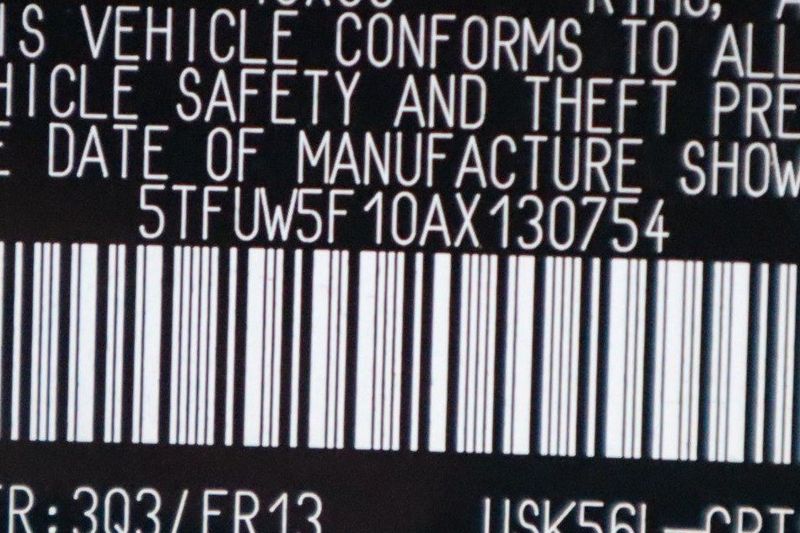 IS VEHICLE CONFORMS TO ALL
HICLE SAFETY AND THEFT PRE
E DATE OF MANUFACTURE SHOW
5TFUW5F10AX130754
R:3Q3/FR13 USK56L-CRT